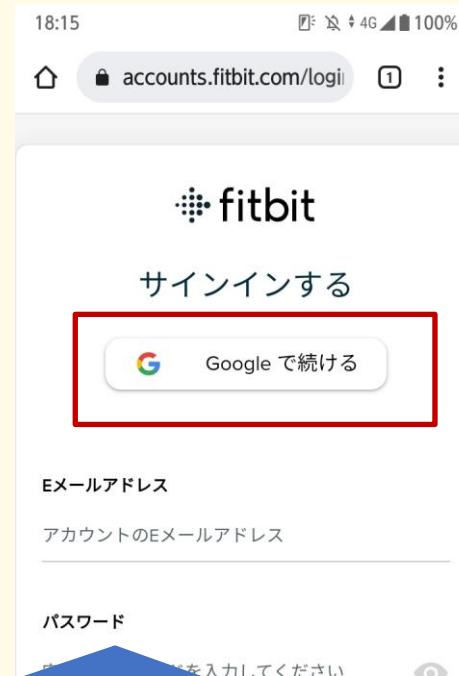 18:15
4G 100%
accounts.fitbit.com/logi
1
fitbit
サインインする
G Google で続ける
Eメールアドレス
アカウントのEメールアドレス
パスワード
を入力してください